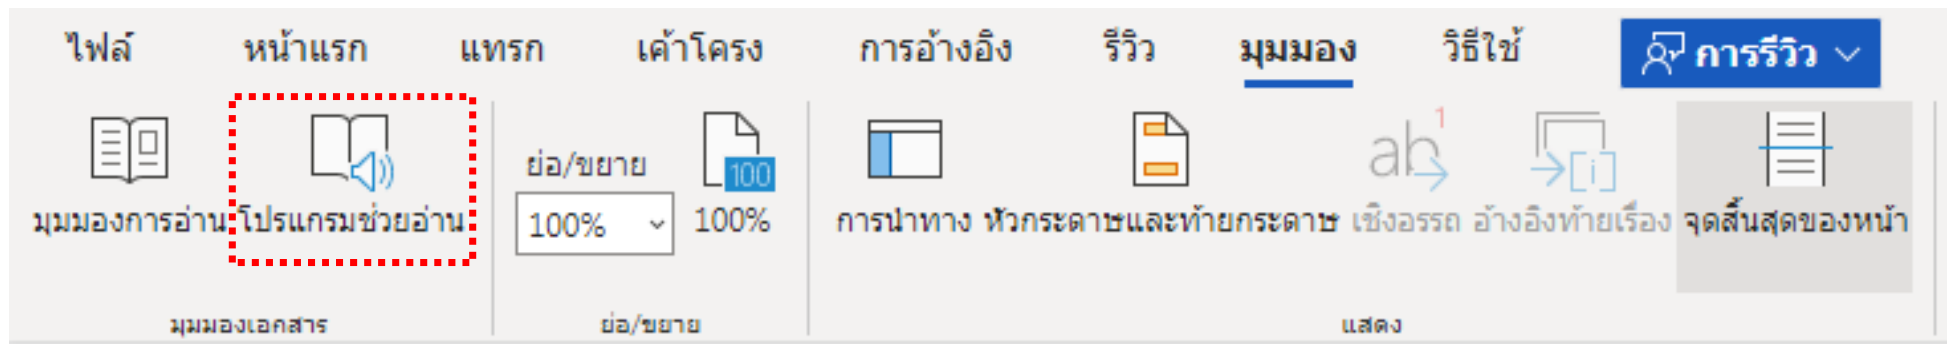 ไฟล์ หน้าแรก แทรก เค้าโครง การอ้างอิง รีวิว มุมมอง วิธีใช้ การรีวิว
ย่อ/ขยาย 100 ab 1 [i]
100% 100%
มุมมองการอ่าน โปรแกรมช่วยอ่าน การนำทาง หัวกระดาษและท้ายกระดาษ เชิงอรรถ อ้างอิงท้ายเรื่อง จุดสิ้นสุดของหน้า
มุมมองเอกสาร ย่อ/ขยาย แสดง